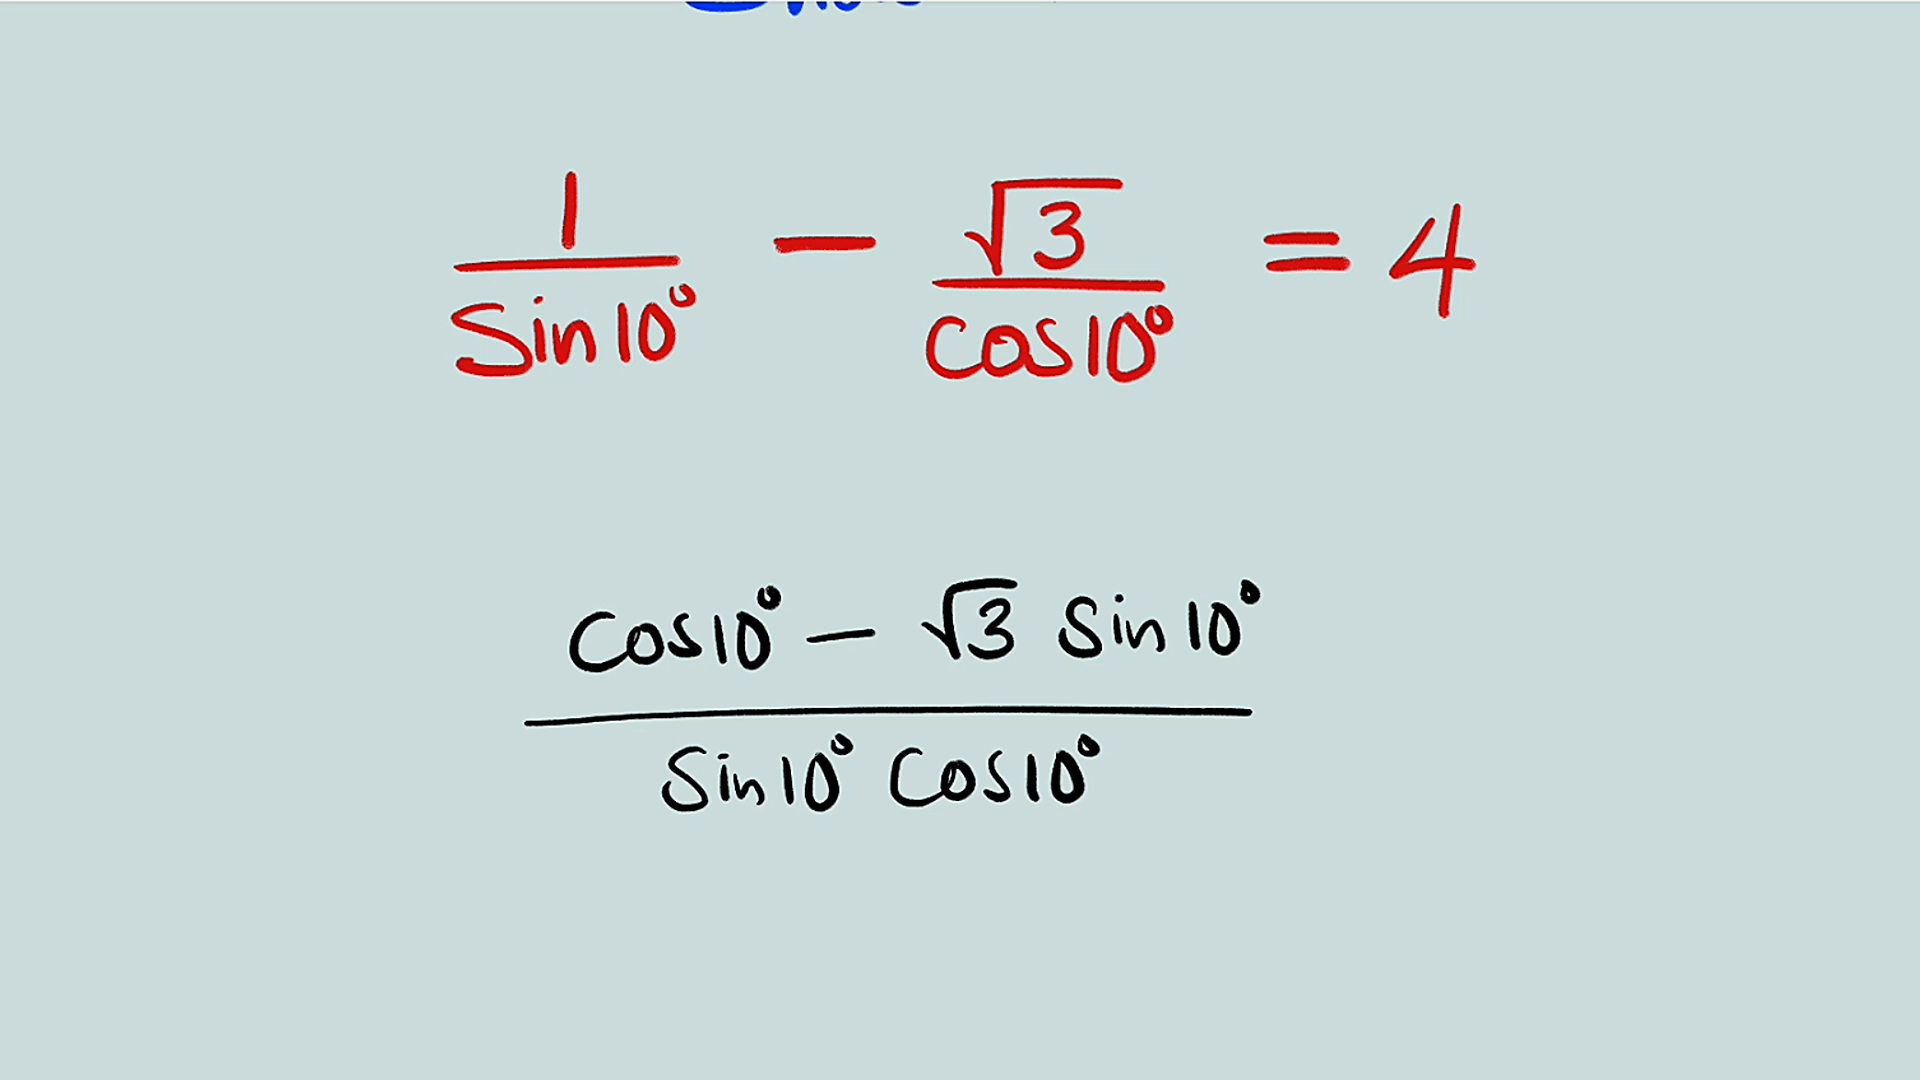 1/Sin10° - √3/Cos10° = 4
Cos10° - √3 Sin10°
Sin10° Cos10°